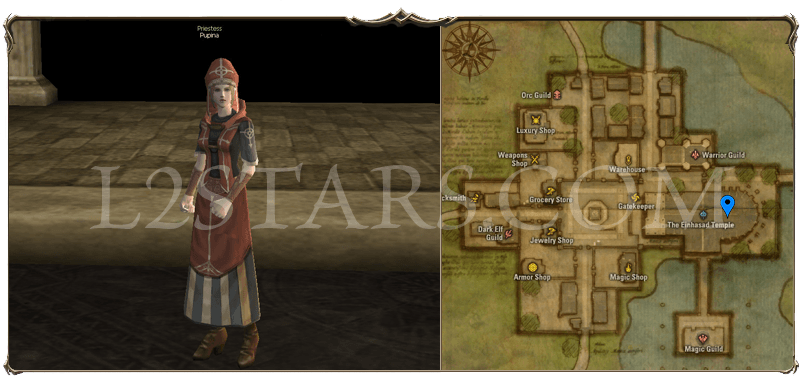 Priestess
Pupina
Orc Guild
Luxury Shop
Weapons
Shop
Warehouse
Warrior Guild
cksmith
Grocery Store
Gatekeeper
The Einhasad Temple
Dark Elf
Guild
Jewelry Shop
Armor Shop
Magic Shop
Magic Guild
L2STARS.COM